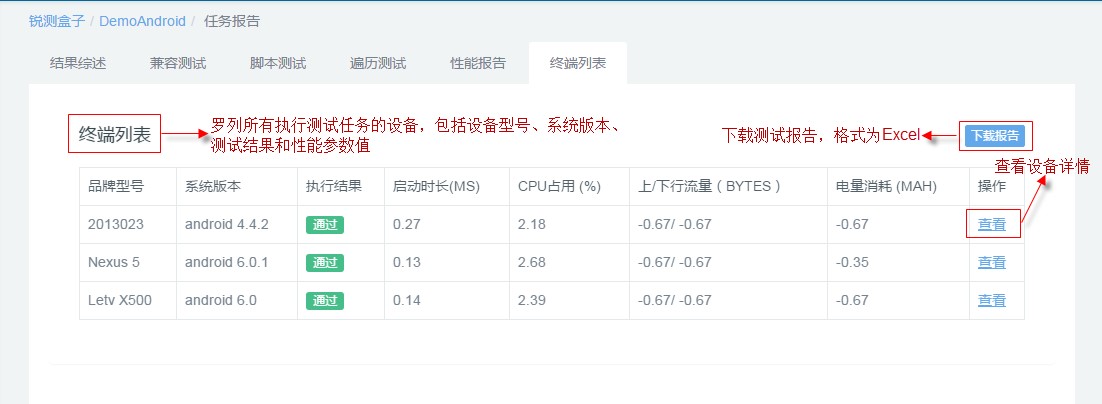 锐测盒子 / DemoAndroid / 任务报告
结果综述 兼容测试 脚本测试 遍历测试 性能报告 终端列表
终端列表
罗列所有执行测试任务的设备，包括设备型号、系统版本、
测试结果和性能参数值
下载测试报告，格式为Excel
下载报告
查看设备详情
品牌型号 系统版本 执行结果 启动时长(MS) CPU占用 (%) 上/下行流量（BYTES） 电量消耗 (MAH) 操作
2013023 android 4.4.2 通过 0.27 2.18 -0.67/ -0.67 -0.67 查看
Nexus 5 android 6.0.1 通过 0.13 2.68 -0.67/ -0.67 -0.35 查看
Letv X500 android 6.0 通过 0.14 2.39 -0.67/ -0.67 -0.67 查看